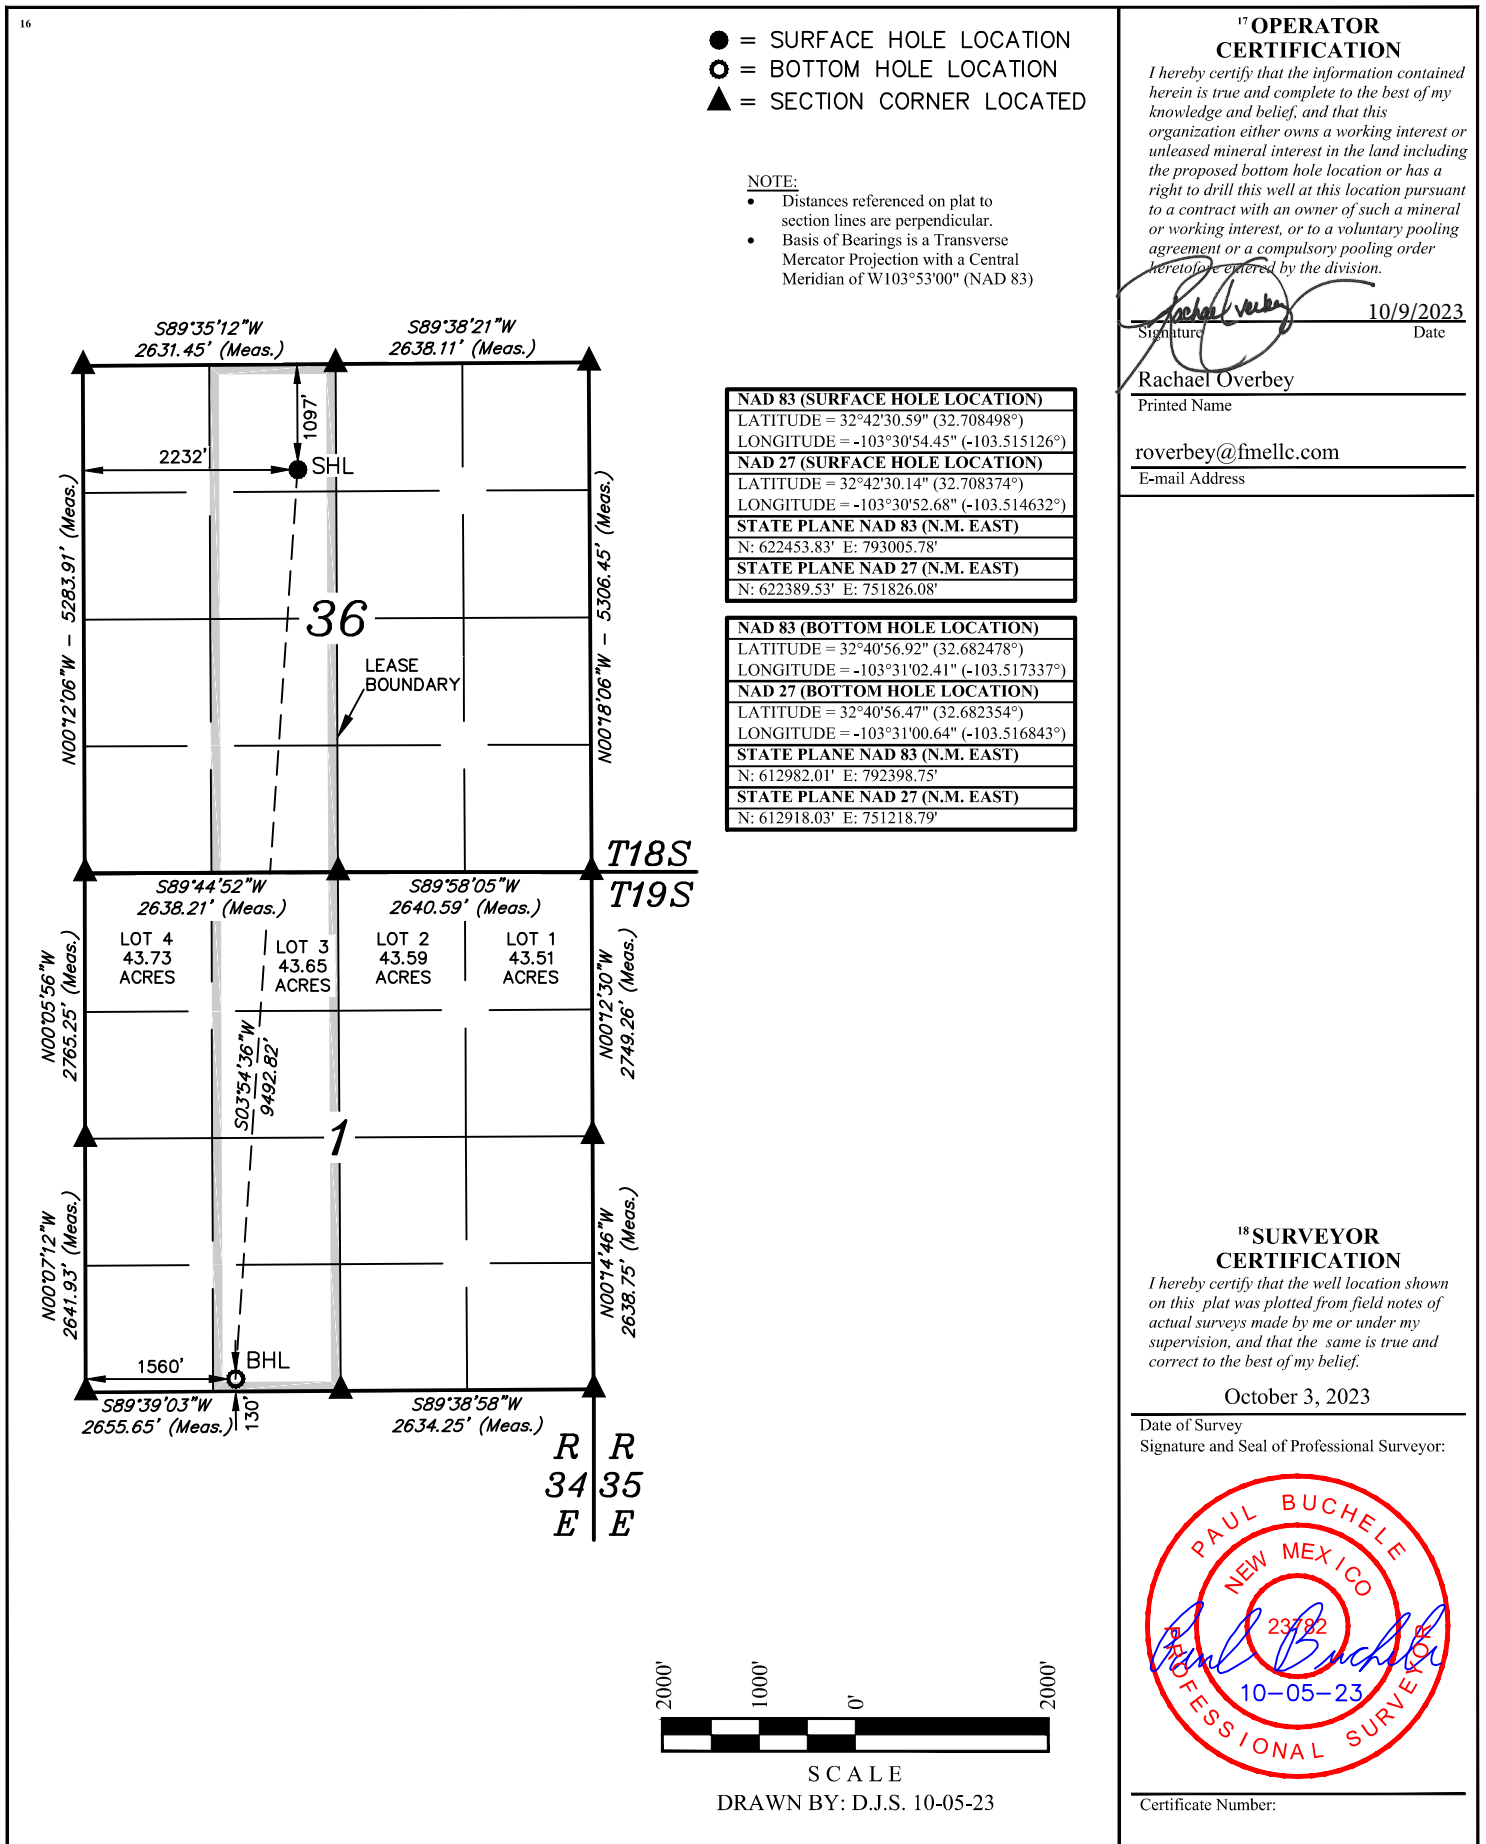 16
● = SURFACE HOLE LOCATION
= BOTTOM HOLE LOCATION
▲ = SECTION CORNER LOCATED
NOTE:
• Distances referenced on plat to
section lines are perpendicular.
• Basis of Bearings is a Transverse
Mercator Projection with a Central
Meridian of W103°53'00" (NAD 83)
S89°35'12"W
2631.45' (Meas.)
S89°38'21"W
2638.11' (Meas.)
1097'
2232'
SHL
N00°12'06"W - 5283.91' (Meas.)
N00°18'06"W - 5306.45' (Meas.)
36
LEASE
BOUNDARY
T18S
T19S
S89°44'52"W
2638.21' (Meas.)
S89°58'05"W
2640.59' (Meas.)
LOT 4
43.73
ACRES
LOT 3
43.65
ACRES
LOT 2
43.59
ACRES
LOT 1
43.51
ACRES
N00°05'56"W
2765.25' (Meas.)
N00°12'30"W
2749.26' (Meas.)
S03°54'36"W
9492.82'
1
N00°07'12"W
2641.93' (Meas.)
N00°14'46"W
2638.75' (Meas.)
1560'
BHL
130'
S89°39'03"W
2655.65' (Meas.)
S89°38'58"W
2634.25' (Meas.)
R R
34 35
E E
NAD 83 (SURFACE HOLE LOCATION)
LATITUDE = 32°42'30.59" (32.708498°)
LONGITUDE = -103°30'54.45" (-103.515126°)
NAD 27 (SURFACE HOLE LOCATION)
LATITUDE = 32°42'30.14" (32.708374°)
LONGITUDE = -103°30'52.68" (-103.514632°)
STATE PLANE NAD 83 (N.M. EAST)
N: 622453.83' E: 793005.78'
STATE PLANE NAD 27 (N.M. EAST)
N: 622389.53' E: 751826.08'
NAD 83 (BOTTOM HOLE LOCATION)
LATITUDE = 32°40'56.92" (32.682478°)
LONGITUDE = -103°31'02.41" (-103.517337°)
NAD 27 (BOTTOM HOLE LOCATION)
LATITUDE = 32°40'56.47" (32.682354°)
LONGITUDE = -103°31'00.64" (-103.516843°)
STATE PLANE NAD 83 (N.M. EAST)
N: 612982.01' E: 792398.75'
STATE PLANE NAD 27 (N.M. EAST)
N: 612918.03' E: 751218.79'
2000' 1000' 0' 2000'
SCALE
DRAWN BY: D.J.S. 10-05-23
17 OPERATOR
CERTIFICATION
I hereby certify that the information contained
herein is true and complete to the best of my
knowledge and belief, and that this
organization either owns a working interest or
unleased mineral interest in the land including
the proposed bottom hole location or has a
right to drill this well at this location pursuant
to a contract with an owner of such a mineral
or working interest, or to a voluntary pooling
agreement or a compulsory pooling order
heretofore entered by the division.
Rachael Overbey
10/9/2023
Signature Date
Rachael Overbey
Printed Name
roverbey@fmellc.com
E-mail Address
18 SURVEYOR
CERTIFICATION
I hereby certify that the well location shown
on this plat was plotted from field notes of
actual surveys made by me or under my
supervision, and that the same is true and
correct to the best of my belief.
October 3, 2023
Date of Survey
Signature and Seal of Professional Surveyor:
PAUL BUCHELE
NEW MEXICO
23782
Paul Buchele
10-05-23
PROFESSIONAL SURVEYOR
Certificate Number: